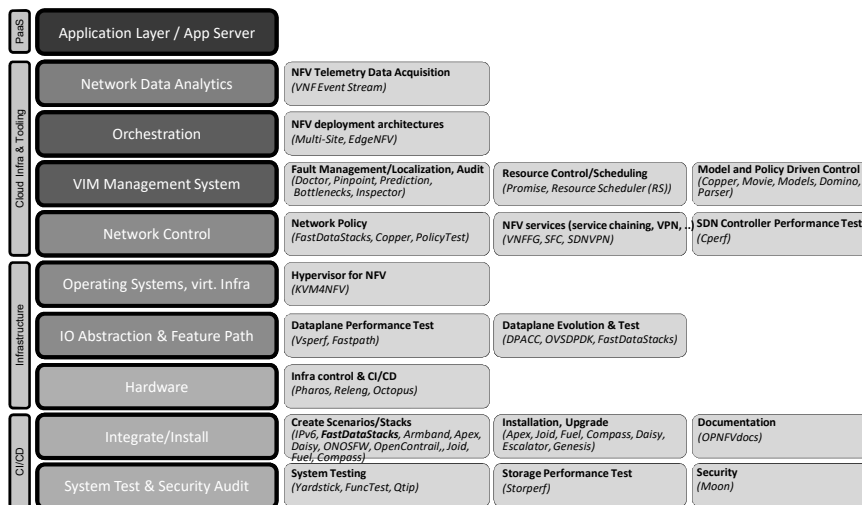 PaaS
Application Layer / App Server
Cloud Infra & Tooling
Network Data Analytics
NFV Telemetry Data Acquisition
(VNF Event Stream)
Orchestration
NFV deployment architectures
(Multi-Site, EdgeNFV)
VIM Management System
Fault Management/Localization, Audit
(Doctor, Pinpoint, Prediction,
Bottlenecks, Inspector)
Resource Control/Scheduling
(Promise, Resource Scheduler (RS))
Model and Policy Driven Control
(Copper, Movie, Models, Domino,
Parser)
Network Control
Network Policy
(FastDataStacks, Copper, PolicyTest)
NFV services (service chaining, VPN, ..)
(VNFFG, SFC, SDNVPN)
SDN Controller Performance Test
(Cperf)
Infrastructure
Operating Systems, virt. Infra
Hypervisor for NFV
(KVM4NFV)
IO Abstraction & Feature Path
Dataplane Performance Test
(Vsperf, Fastpath)
Dataplane Evolution & Test
(DPACC, OVSDPDK, FastDataStacks)
Hardware
Infra control & CI/CD
(Pharos, Releng, Octopus)
CI/CD
Integrate/Install
Create Scenarios/Stacks
(IPv6, FastDataStacks, Armband, Apex,
Daisy, ONOSFW, OpenContrail,, Joid,
Fuel, Compass)
Installation, Upgrade
(Apex, Joid, Fuel, Compass, Daisy,
Escalator, Genesis)
Documentation
(OPNFVdocs)
System Test & Security Audit
System Testing
(Yardstick, FuncTest, Qtip)
Storage Performance Test
(Storperf)
Security
(Moon)